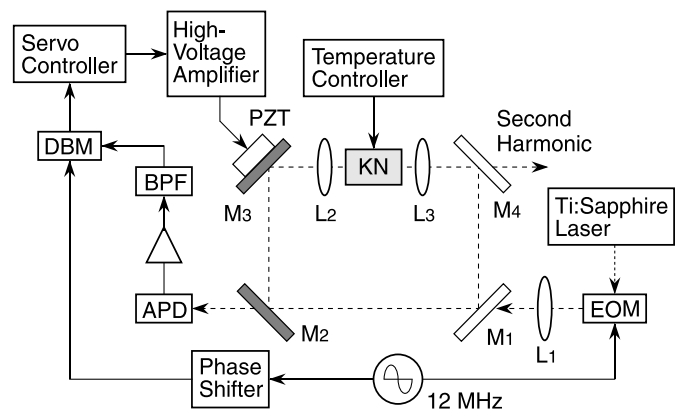 Servo
Controller
High-
Voltage
Amplifier
Temperature
Controller
PZT
Second
Harmonic
DBM
KN
BPF
M3
L2
L3
M4
Ti:Sapphire
Laser
APD
EOM
M2
M1
L1
Phase
Shifter
12 MHz